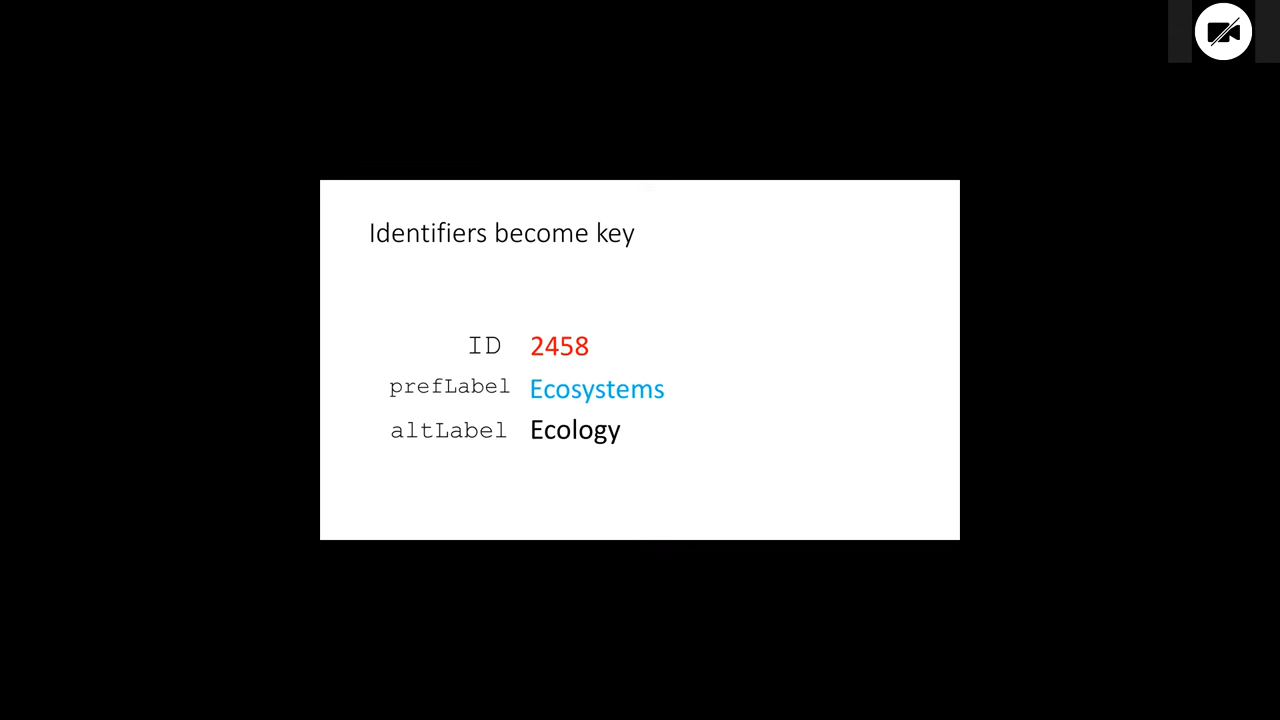 Identifiers become key
ID 2458
prefLabel Ecosystems
altLabel Ecology